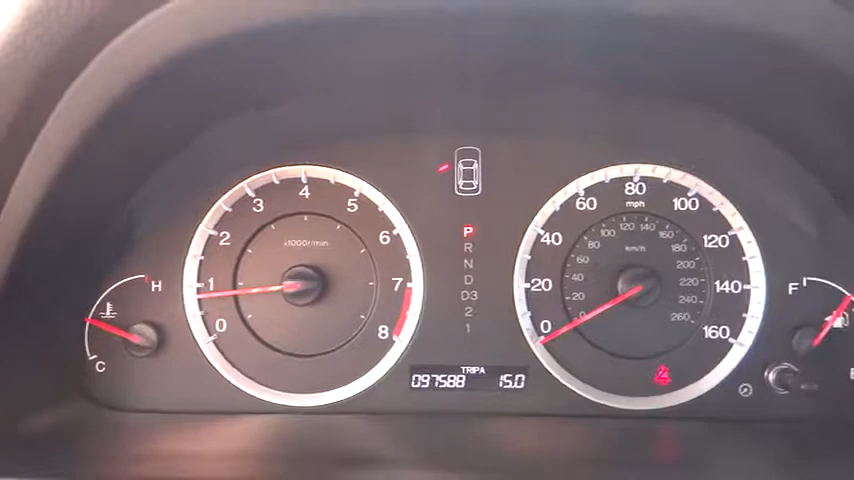 0 1 2 3 4 5 6 7 8
x1000r/min
H
C
P
R
N
D
D3
2
1
TRIP A
097588 15.0
0 20 40 60 80 100 120 140 160
mph
0 20 40 60 80 100 120 140 160 180 200 220 240 260
km/h
F